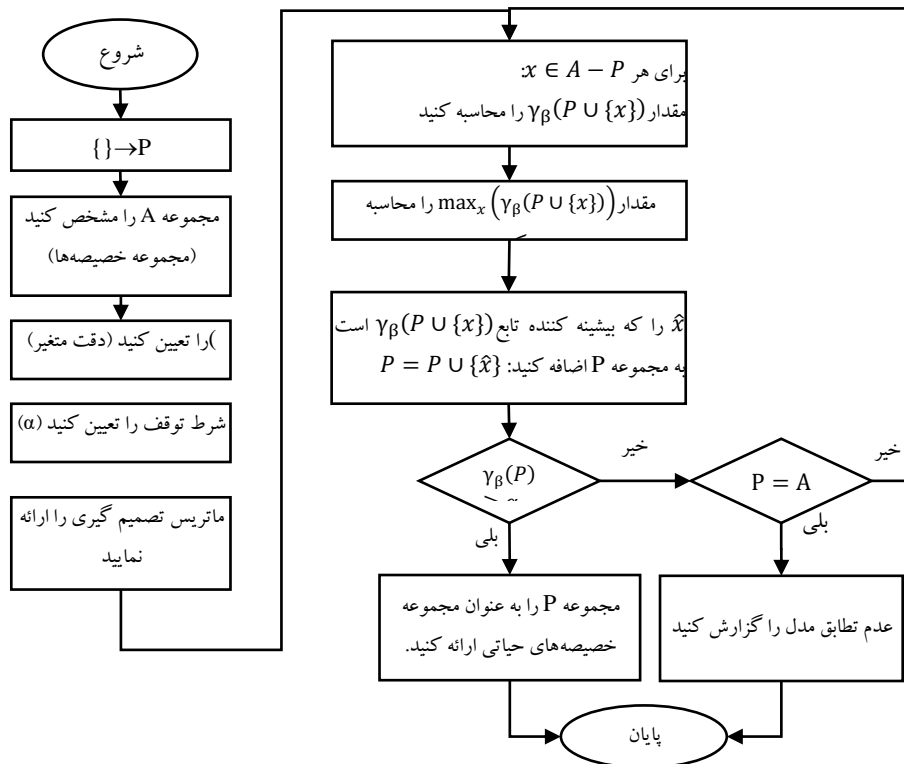 شروع
{ }→P
مجموعه A را مشخص کنید
(مجموعه خصیصه‌ها)
)را تعیین کنید (دقت متغیر)
شرط توقف را تعیین کنید (α)
ماتریس تصمیم گیری را ارائه
نمایید
برای هر x ∈ A − P:
مقدار γβ(P ∪ {x}) را محاسبه کنید
مقدار maxₓ(γβ(P ∪ {x})) را محاسبه
x̂ را که بیشینه کننده تابع γβ(P ∪ {x}) است
به مجموعه P اضافه کنید: P = P ∪ {x̂}
γβ(P)
خیر
P = A
خیر
بلی
بلی
مجموعه P را به عنوان مجموعه
خصیصه‌های حیاتی ارائه کنید.
عدم تطابق مدل را گزارش کنید
پایان